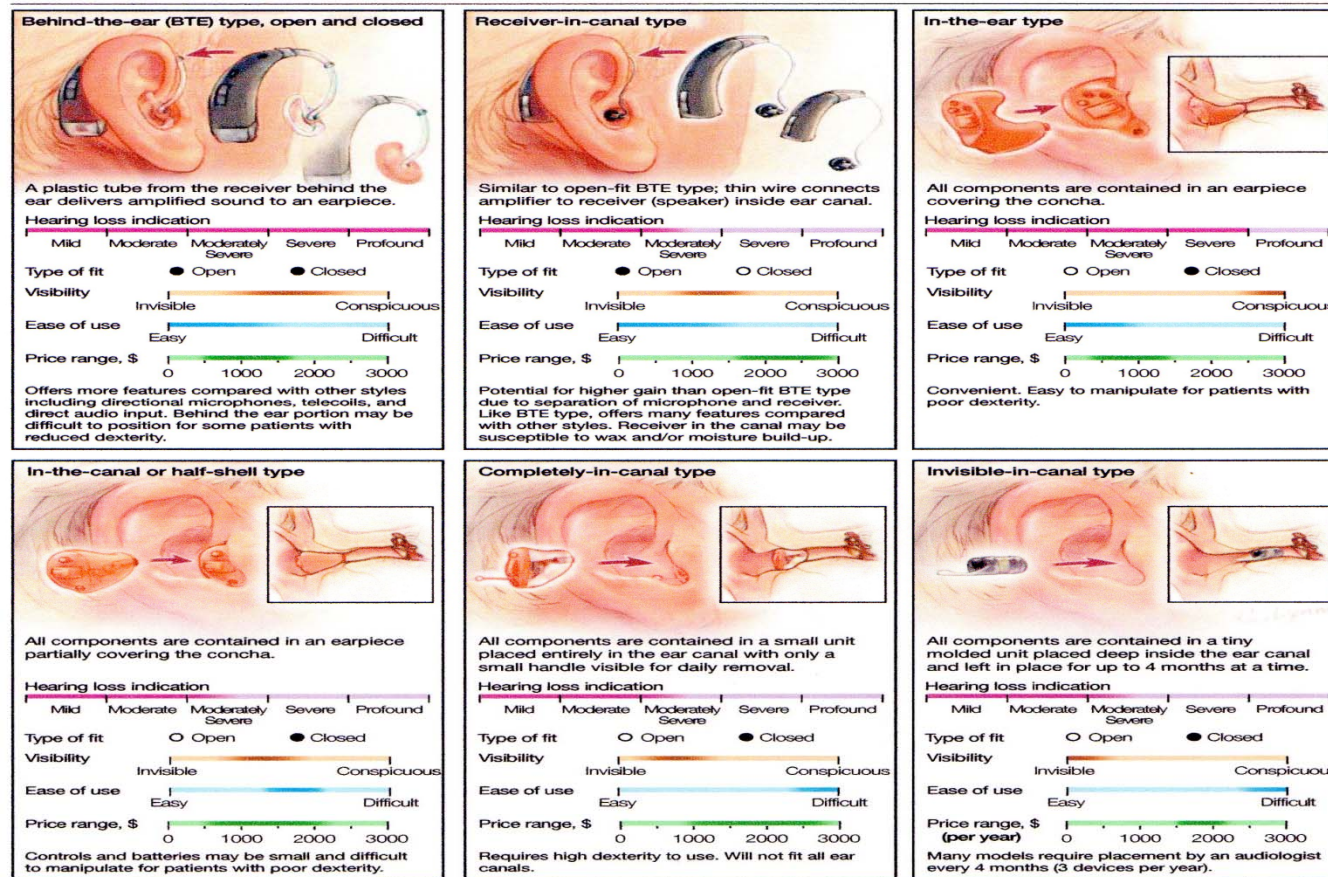 Behind-the-ear (BTE) type, open and closed
A plastic tube from the receiver behind the
ear delivers amplified sound to an earpiece.
Hearing loss indication
Mild Moderate Moderately Severe Profound
Severe
Type of fit ● Open ● Closed
Visibility
Invisible Conspicuous
Ease of use
Easy Difficult
Price range, $
0 1000 2000 3000
Offers more features compared with other styles
including directional microphones, telecoils, and
direct audio input. Behind the ear portion may be
difficult to position for some patients with
reduced dexterity.
Receiver-in-canal type
Similar to open-fit BTE type; thin wire connects
amplifier to receiver (speaker) inside ear canal.
Hearing loss indication
Mild Moderate Moderately Severe Profound
Severe
Type of fit ● Open ○ Closed
Visibility
Invisible Conspicuous
Ease of use
Easy Difficult
Price range, $
0 1000 2000 3000
Potential for higher gain than open-fit BTE type
due to separation of microphone and receiver.
Like BTE type, offers many features compared
with other styles. Receiver in the canal may be
susceptible to wax and/or moisture build-up.
In-the-ear type
All components are contained in an earpiece
covering the concha.
Hearing loss indication
Mild Moderate Moderately Severe Profound
Severe
Type of fit ○ Open ● Closed
Visibility
Invisible Conspicuous
Ease of use
Easy Difficult
Price range, $
0 1000 2000 3000
Convenient. Easy to manipulate for patients with
poor dexterity.
In-the-canal or half-shell type
All components are contained in an earpiece
partially covering the concha.
Hearing loss indication
Mild Moderate Moderately Severe Profound
Severe
Type of fit ○ Open ● Closed
Visibility
Invisible Conspicuous
Ease of use
Easy Difficult
Price range, $
0 1000 2000 3000
Controls and batteries may be small and difficult
to manipulate for patients with poor dexterity.
Completely-in-canal type
All components are contained in a small unit
placed entirely in the ear canal with only a
small handle visible for daily removal.
Hearing loss indication
Mild Moderate Moderately Severe Profound
Severe
Type of fit ○ Open ● Closed
Visibility
Invisible Conspicuous
Ease of use
Easy Difficult
Price range, $
0 1000 2000 3000
Requires high dexterity to use. Will not fit all ear
canals.
Invisible-in-canal type
All components are contained in a tiny
molded unit placed deep inside the ear canal
and left in place for up to 4 months at a time.
Hearing loss indication
Mild Moderate Moderately Severe Profound
Severe
Type of fit ○ Open ● Closed
Visibility
Invisible Conspicuous
Ease of use
Easy Difficult
Price range, $
(per year) 0 1000 2000 3000
Many models require placement by an audiologist
every 4 months (3 devices per year).